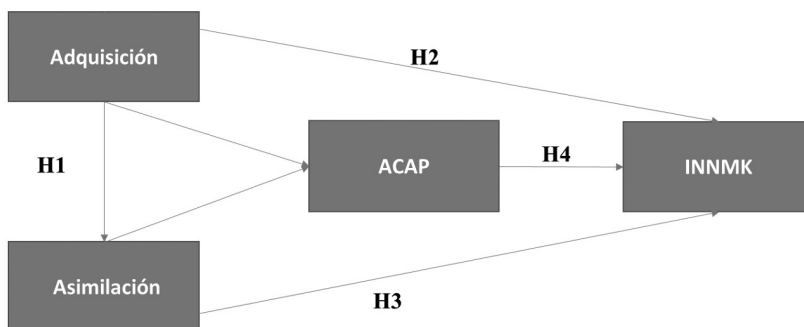 Adquisición
H2
H1
ACAP
H4
INNMK
Asimilación
H3